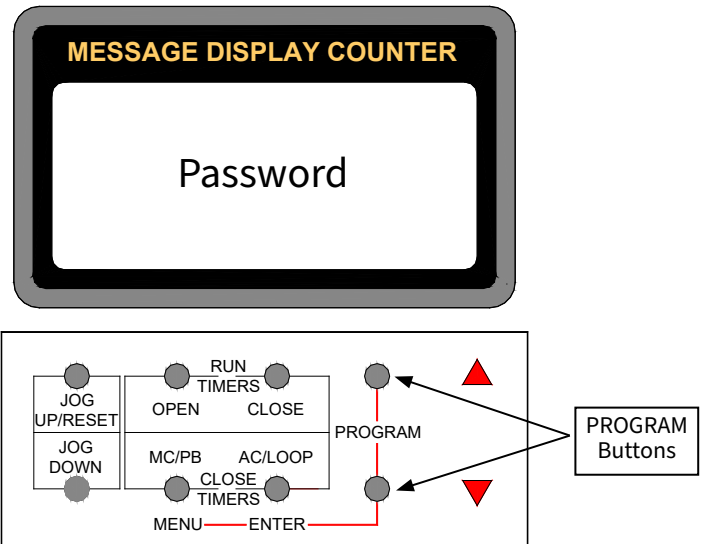 MESSAGE DISPLAY COUNTER
Password
RUN
TIMERS
JOG
UP/RESET
OPEN
CLOSE
PROGRAM
JOG
DOWN
MC/PB
AC/LOOP
CLOSE
TIMERS
MENU
ENTER
PROGRAM
Buttons